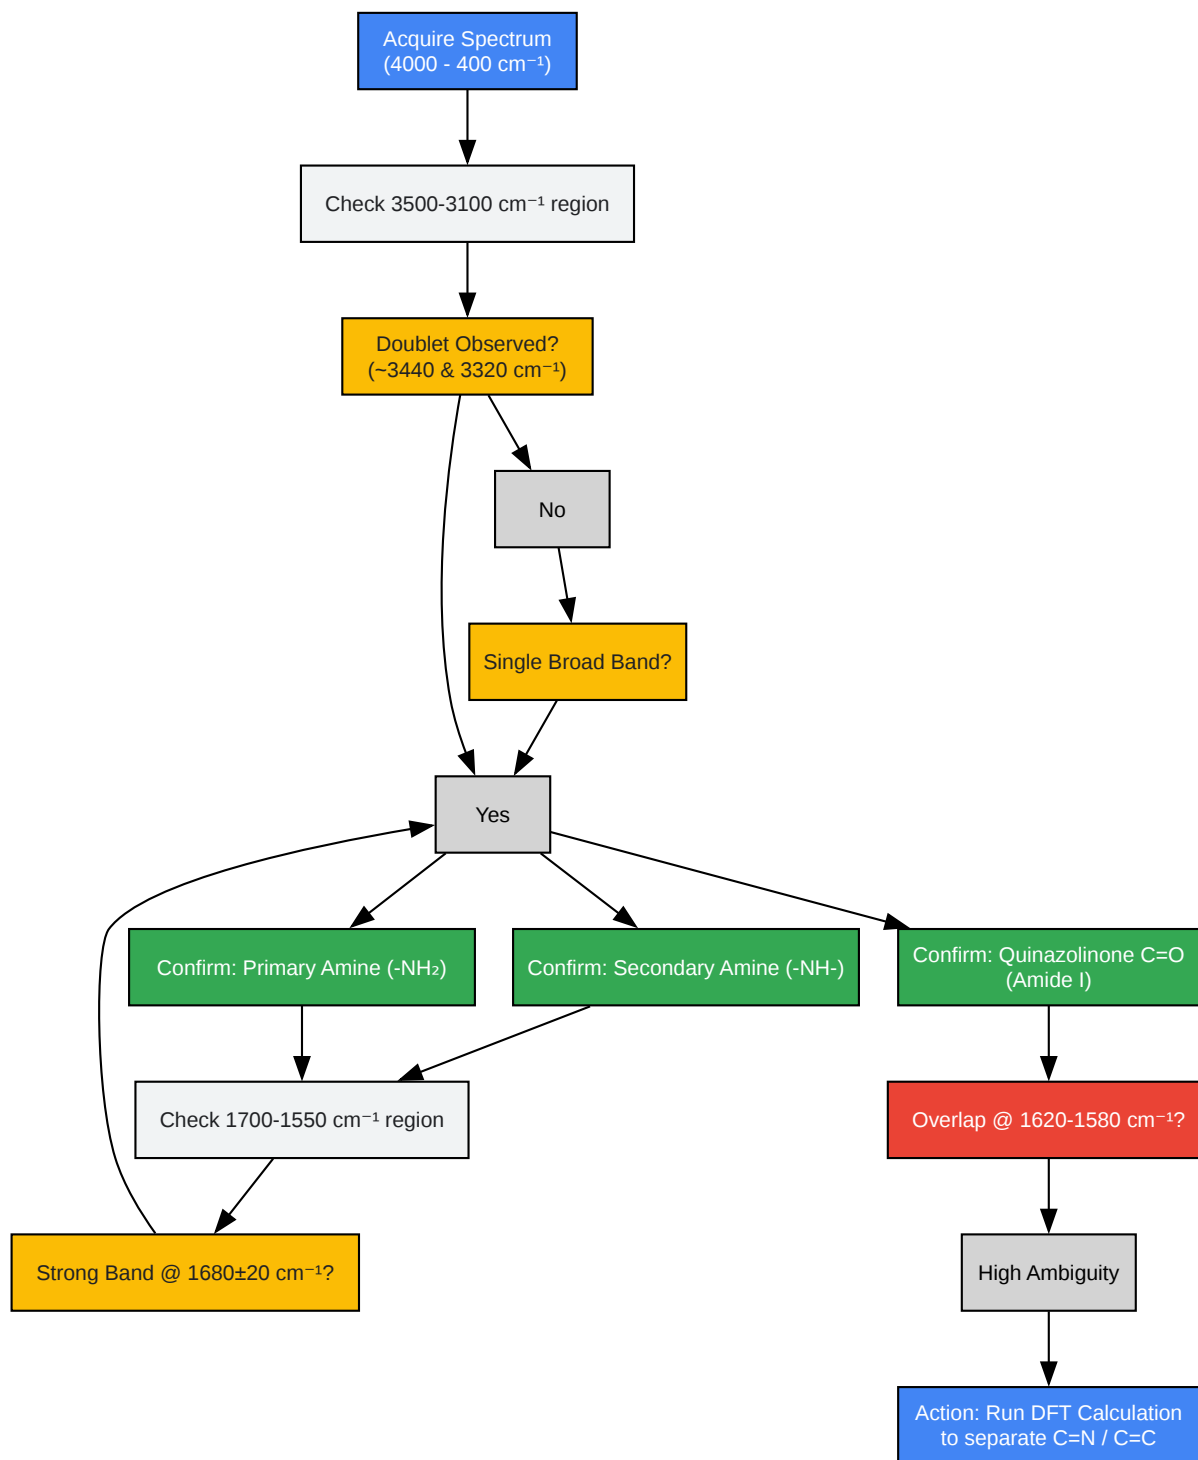 Acquire Spectrum
(4000 - 400 cm⁻¹)
Check 3500-3100 cm⁻¹ region
Doublet Observed?
(~3440 & 3320 cm⁻¹)
No
Single Broad Band?
Yes
Confirm: Primary Amine (-NH₂)
Confirm: Secondary Amine (-NH-)
Confirm: Quinazolinone C=O
(Amide I)
Check 1700-1550 cm⁻¹ region
Overlap @ 1620-1580 cm⁻¹?
Strong Band @ 1680±20 cm⁻¹?
High Ambiguity
Action: Run DFT Calculation
to separate C=N / C=C